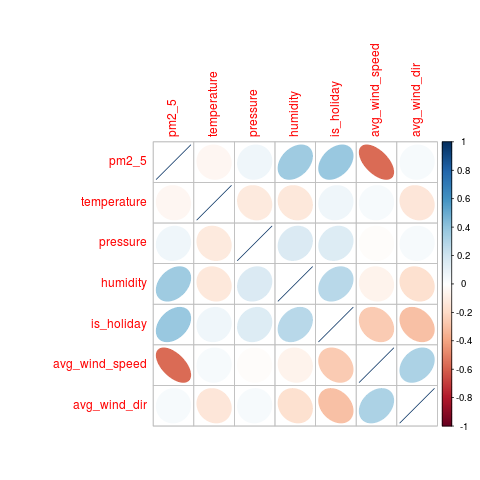 pm2_5
temperature
pressure
humidity
is_holiday
avg_wind_speed
avg_wind_dir
pm2_5
temperature
pressure
humidity
is_holiday
avg_wind_speed
avg_wind_dir
1
0.8
0.6
0.4
0.2
0
-0.2
-0.4
-0.6
-0.8
-1